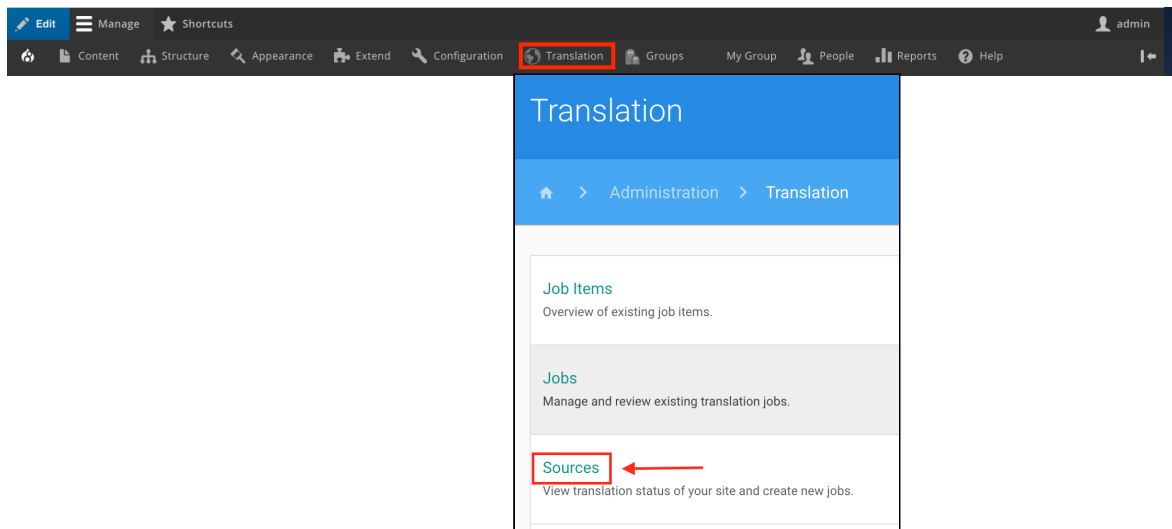 Edit Manage Shortcuts admin
Content Structure Appearance Extend Configuration Translation Groups My Group People Reports Help
Translation
Administration Translation
Job Items
Overview of existing job items.
Jobs
Manage and review existing translation jobs.
Sources
View translation status of your site and create new jobs.